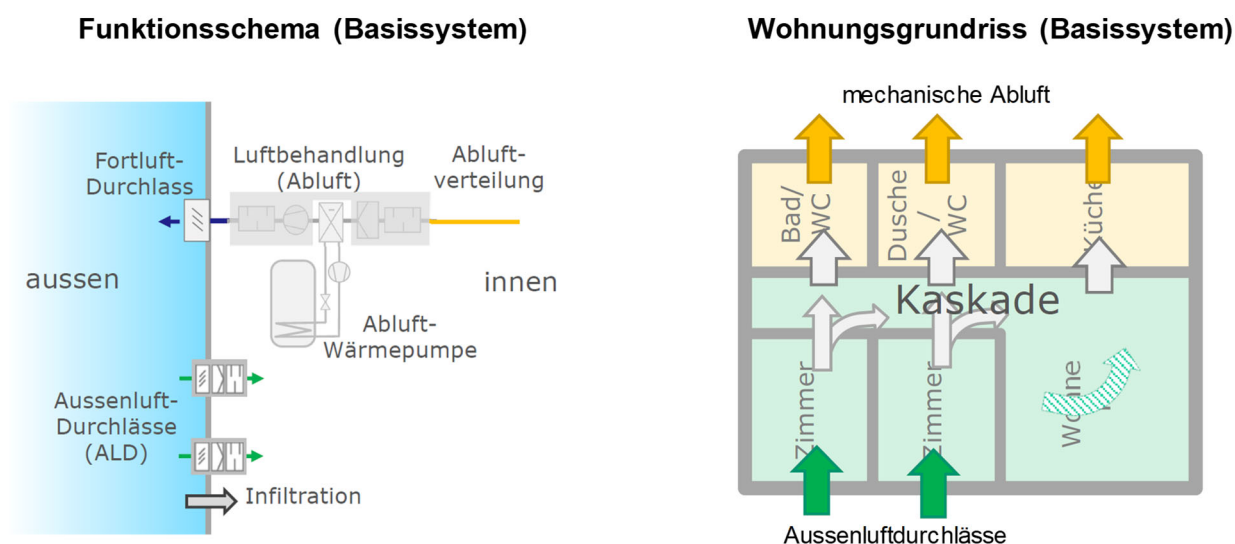 Funktionsschema (Basissystem)
Fortluft-
Durchlass
Luftbehandlung
(Abluft)
Abluft-
verteilung
aussen
innen
Abluft-
Wärmepumpe
Aussenluft-
Durchlässe
(ALD)
Infiltration
Wohnungsgrundriss (Basissystem)
mechanische Abluft
Bad/
WC
Dusche
/
WC
Küche
Kaskade
Zimmer
Zimmer
Aussenluftdurchlässe